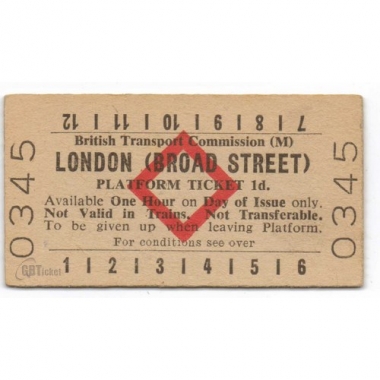 7 | 8 | 9 | 10 | 11 | 12
British Transport Commission (M)
LONDON (BROAD STREET)
PLATFORM TICKET 1d.
Available One Hour on Day of Issue only.
Not Valid in Trains. Not Transferable.
To be given up when leaving Platform.
For conditions see over
1 | 2 | 3 | 4 | 5 | 6
0345
0345
GBTicket